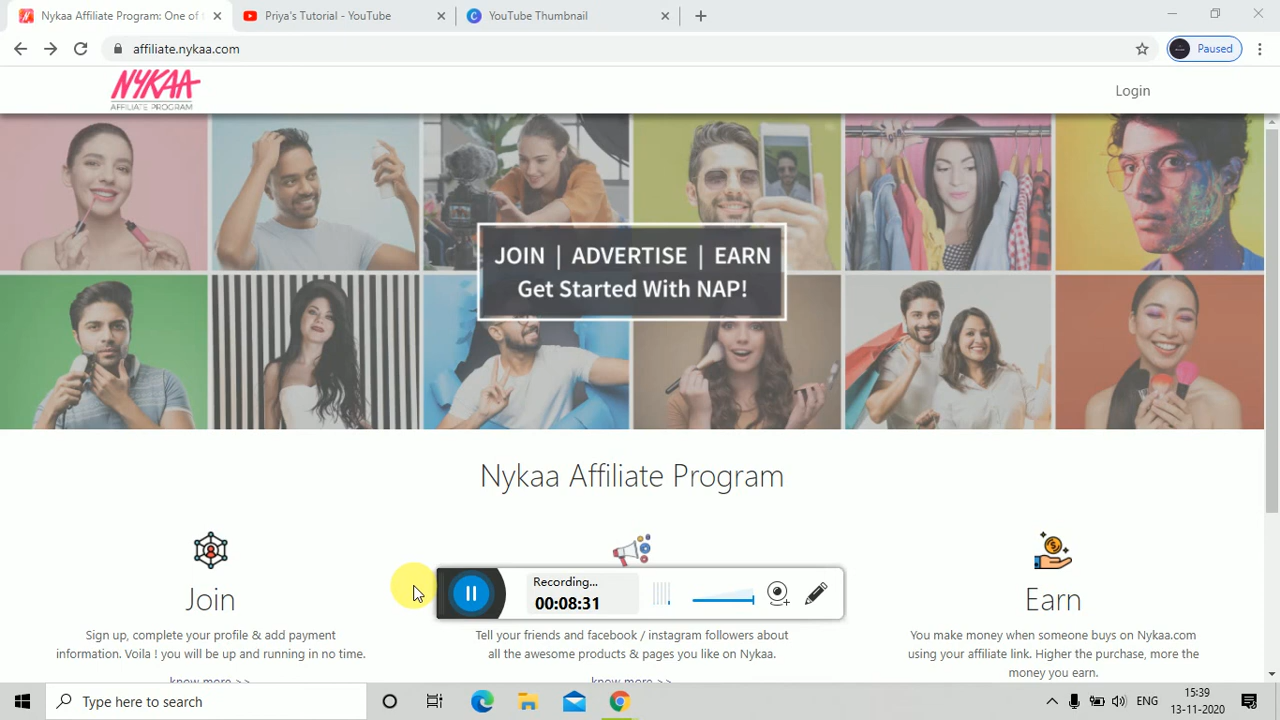 Nykaa Affiliate Program: One of t
Priya's Tutorial - YouTube
YouTube Thumbnail
affiliate.nykaa.com
Paused
NYKAA
AFFILIATE PROGRAM
Login
JOIN | ADVERTISE | EARN
Get Started With NAP!
Nykaa Affiliate Program
Join
Sign up, complete your profile & add payment
information. Voila ! you will be up and running in no time.
know more >>
Tell your friends and facebook / instagram followers about
all the awesome products & pages you like on Nykaa.
know more >>
Earn
You make money when someone buys on Nykaa.com
using your affiliate link. Higher the purchase, more the
money you earn.
Recording...
00:08:31
Type here to search
ENG
15:39
13-11-2020